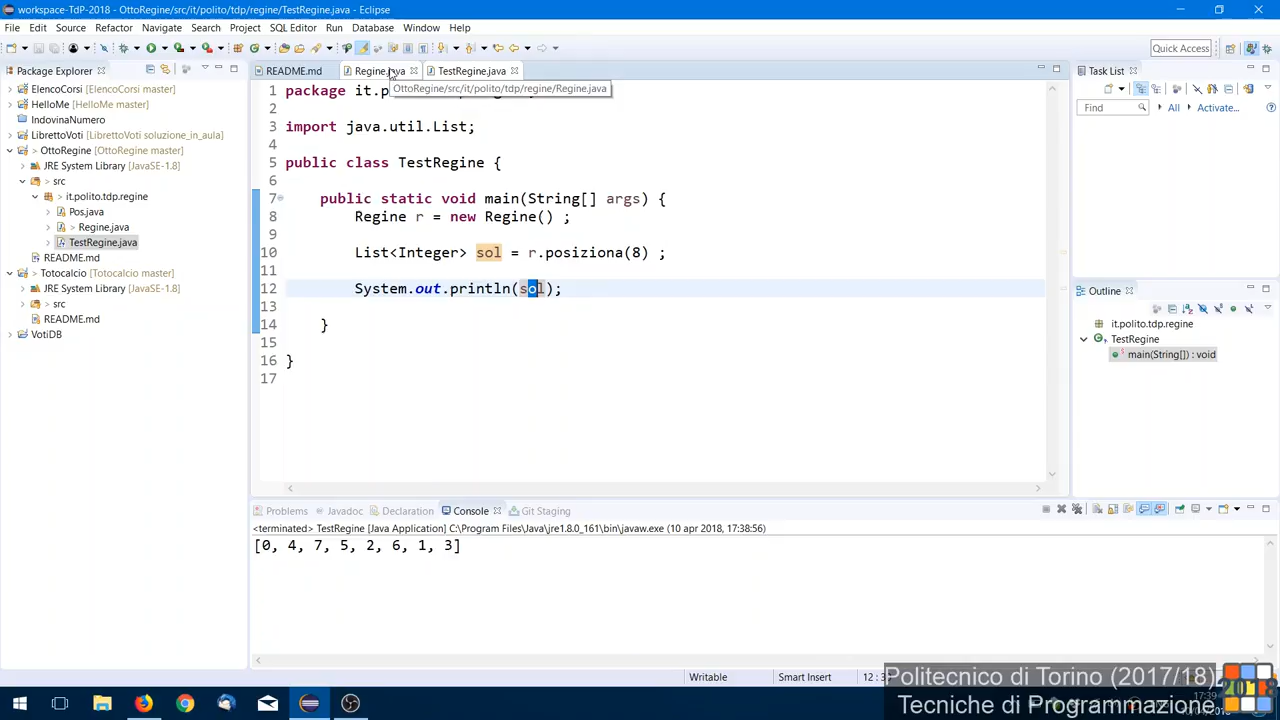 workspace-TdP-2018 - OttoRegine/src/it/polito/tdp/regine/TestRegine.java - Eclipse
File Edit Source Refactor Navigate Search Project SQL Editor Run Database Window Help
Quick Access
Package Explorer
ElencoCorsi [ElencoCorsi master]
HelloMe [HelloMe master]
IndovinaNumero
LibrettoVoti [LibrettoVoti soluzione_in_aula]
> OttoRegine [OttoRegine master]
JRE System Library [JavaSE-1.8]
> src
> it.polito.tdp.regine
Pos.java
> Regine.java
TestRegine.java
README.md
> Totocalcio [Totocalcio master]
JRE System Library [JavaSE-1.8]
> src
README.md
VotiDB
README.md Regine.java TestRegine.java
OttoRegine/src/it/polito/tdp/regine/Regine.java
1 package it.p
2
3 import java.util.List;
4
5 public class TestRegine {
6
7 public static void main(String[] args) {
8 Regine r = new Regine() ;
9
10 List<Integer> sol = r.posiziona(8) ;
11
12 System.out.println(sol);
13
14 }
15
16 }
17
Task List
Find All Activate...
Outline
it.polito.tdp.regine
TestRegine
main(String[]) : void
Problems Javadoc Declaration Console Git Staging
<terminated> TestRegine [Java Application] C:\Program Files\Java\jre1.8.0_161\bin\javaw.exe (10 apr 2018, 17:38:56)
[0, 4, 7, 5, 2, 6, 1, 3]
Writable Smart Insert 12 : 3
Politecnico di Torino (2017/18)
Tecniche di Programmazione
2018
17:39